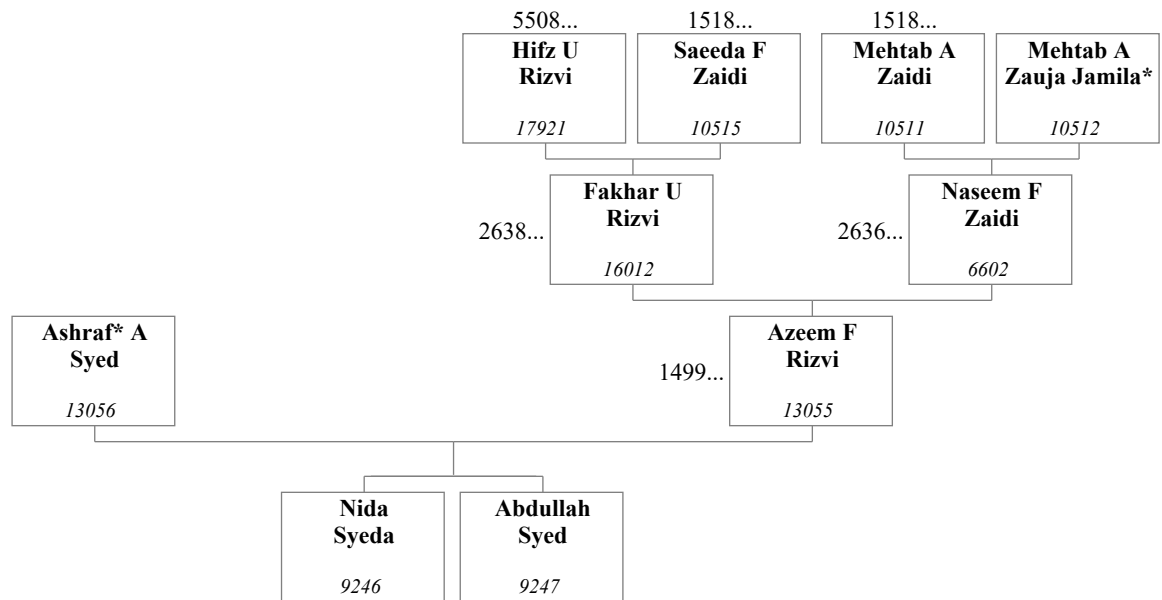 5508...
1518...
1518...
Hifz U
Rizvi
17921
Saeeda F
Zaidi
10515
Mehtab A
Zaidi
10511
Mehtab A
Zauja Jamila*
10512
2638...
Fakhar U
Rizvi
16012
2636...
Naseem F
Zaidi
6602
Ashraf* A
Syed
13056
1499...
Azeem F
Rizvi
13055
Nida
Syeda
9246
Abdullah
Syed
9247